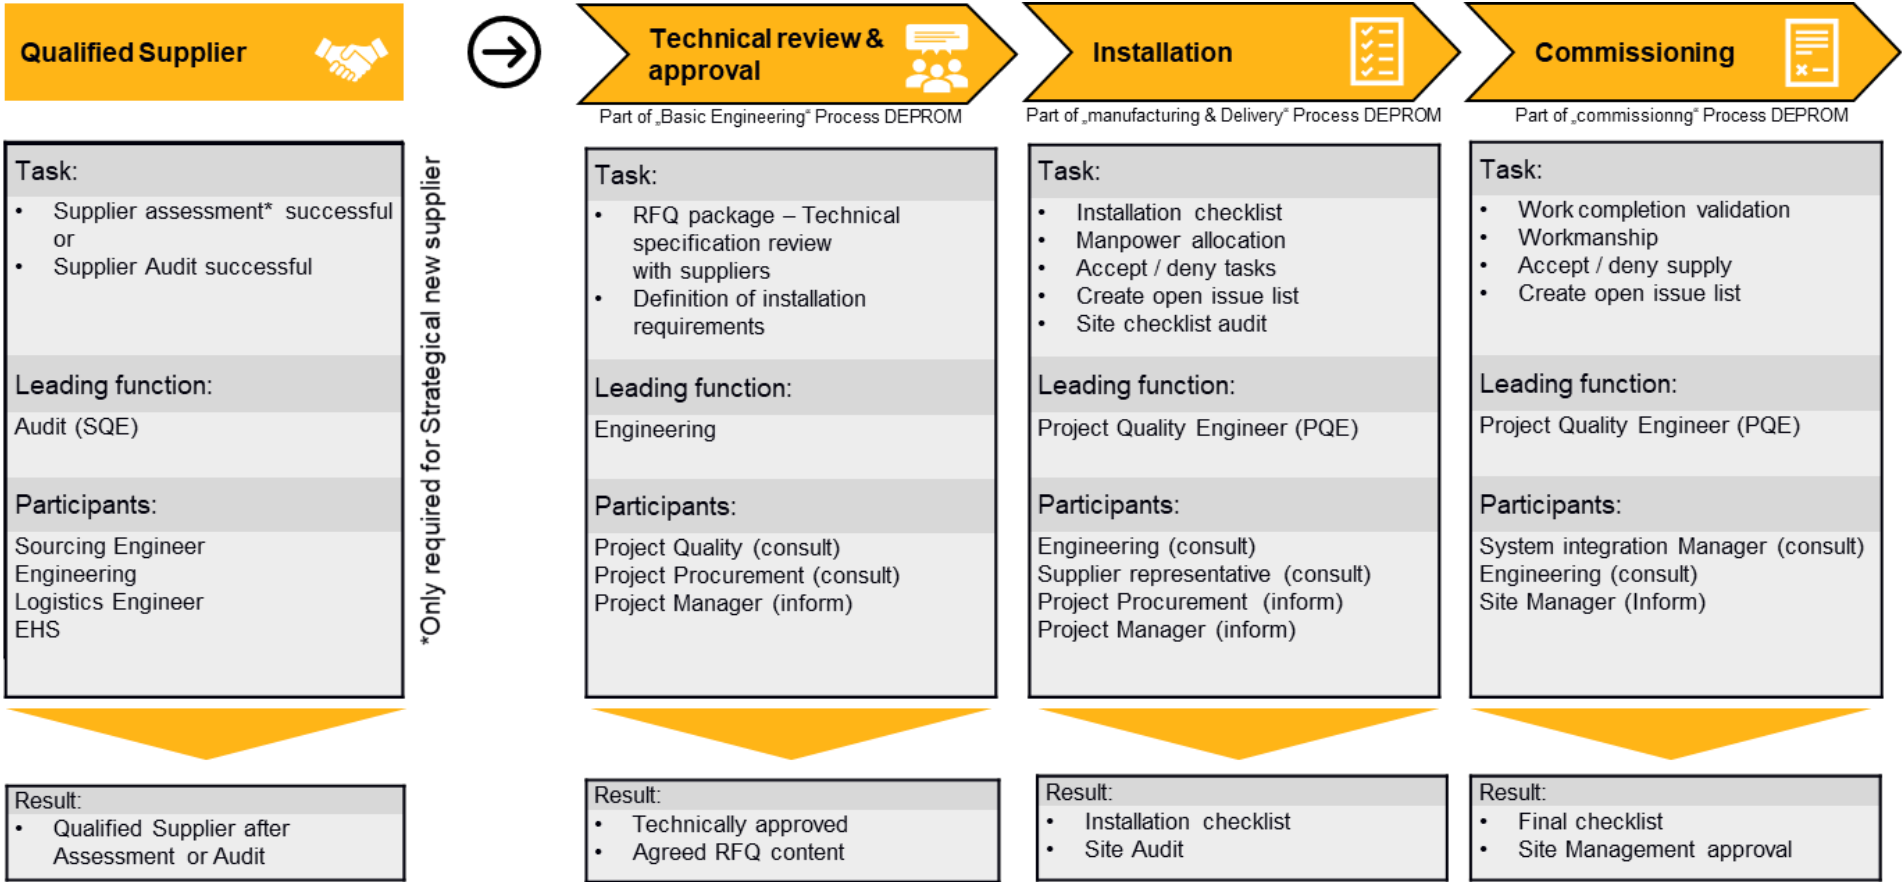 Qualified Supplier
Technical review &
approval
Installation
Commissioning
Part of „Basic Engineering“ Process DEPROM
Part of „manufacturing & Delivery“ Process DEPROM
Part of „commissionng“ Process DEPROM
Task:
• Supplier assessment* successful
or
• Supplier Audit successful
Leading function:
Audit (SQE)
Participants:
Sourcing Engineer
Engineering
Logistics Engineer
EHS
*Only required for Strategical new supplier
Task:
• RFQ package – Technical
specification review
with suppliers
• Definition of installation
requirements
Leading function:
Engineering
Participants:
Project Quality (consult)
Project Procurement (consult)
Project Manager (inform)
Task:
• Installation checklist
• Manpower allocation
• Accept / deny tasks
• Create open issue list
• Site checklist audit
Leading function:
Project Quality Engineer (PQE)
Participants:
Engineering (consult)
Supplier representative (consult)
Project Procurement (inform)
Project Manager (inform)
Task:
• Work completion validation
• Workmanship
• Accept / deny supply
• Create open issue list
Leading function:
Project Quality Engineer (PQE)
Participants:
System integration Manager (consult)
Engineering (consult)
Site Manager (Inform)
Result:
• Qualified Supplier after
Assessment or Audit
Result:
• Technically approved
• Agreed RFQ content
Result:
• Installation checklist
• Site Audit
Result:
• Final checklist
• Site Management approval